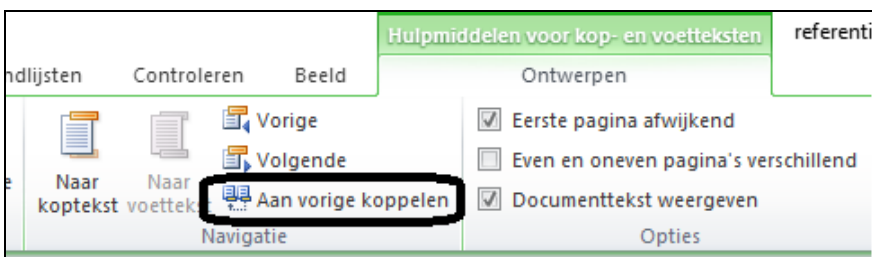 Hulpmiddelen voor kop- en voetteksten referenti
ndlijsten Controleren Beeld Ontwerpen
Vorige
Volgende
Aan vorige koppelen
Naar koptekst
Naar voettekst
Navigatie
Eerste pagina afwijkend
Even en oneven pagina's verschillend
Documenttekst weergeven
Opties